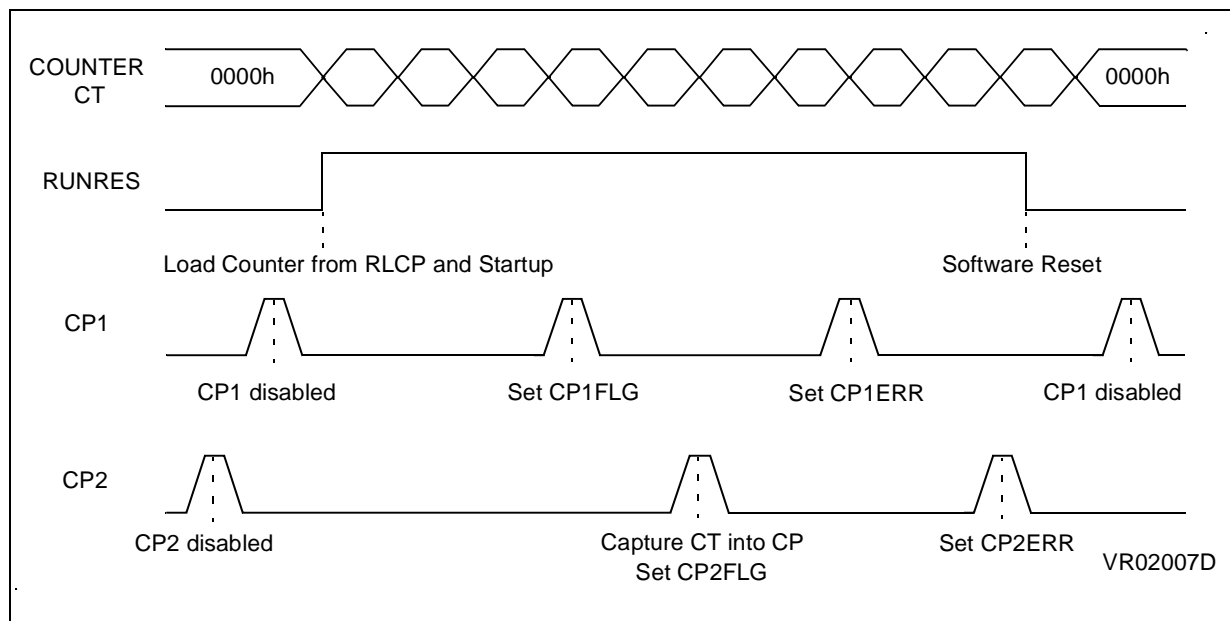 COUNTER
CT
0000h
0000h
RUNRES
Load Counter from RLCP and Startup
Software Reset
CP1
CP1 disabled
Set CP1FLG
Set CP1ERR
CP1 disabled
CP2
CP2 disabled
Capture CT into CP
Set CP2FLG
Set CP2ERR
VR02007D